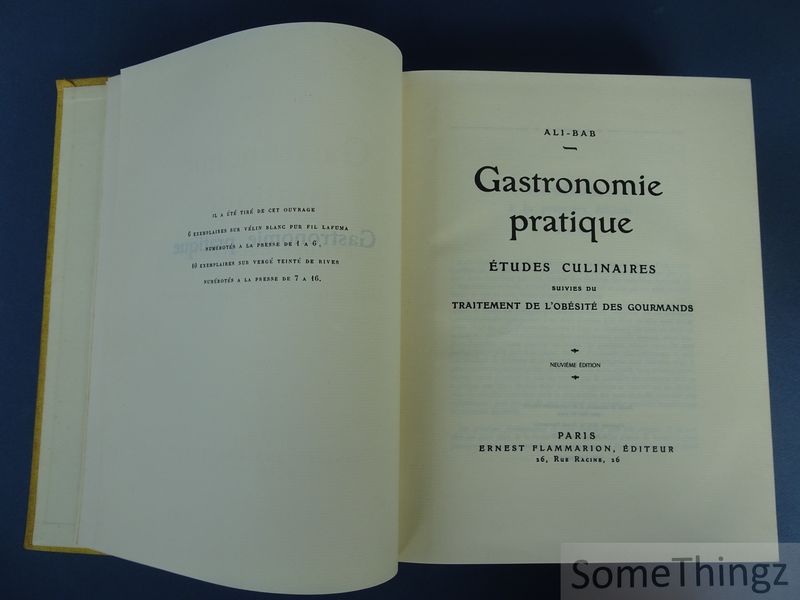 IL A ÉTÉ TIRÉ DE CET OUVRAGE
6 EXEMPLAIRES SUR VÉLIN BLANC PUR FIL LAFUMA
NUMÉROTÉS A LA PRESSE DE 1 A 6,
10 EXEMPLAIRES SUR VERGÉ TEINTÉ DE RIVES
NUMÉROTÉS A LA PRESSE DE 7 A 16.
ALI-BAB
Gastronomie
pratique
ÉTUDES CULINAIRES
SUIVIES DU
TRAITEMENT DE L'OBÉSITÉ DES GOURMANDS
NEUVIÈME ÉDITION
PARIS
ERNEST FLAMMARION, ÉDITEUR
26, RUE RACINE, 26
SomeThingz